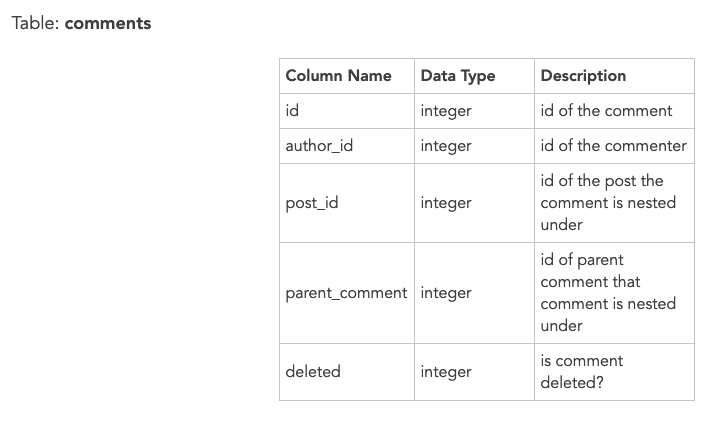 Table: comments
Column Name Data Type Description
id integer id of the comment
author_id integer id of the commenter
post_id integer id of the post the
comment is nested
under
parent_comment integer id of parent
comment that
comment is nested
under
deleted integer is comment
deleted?